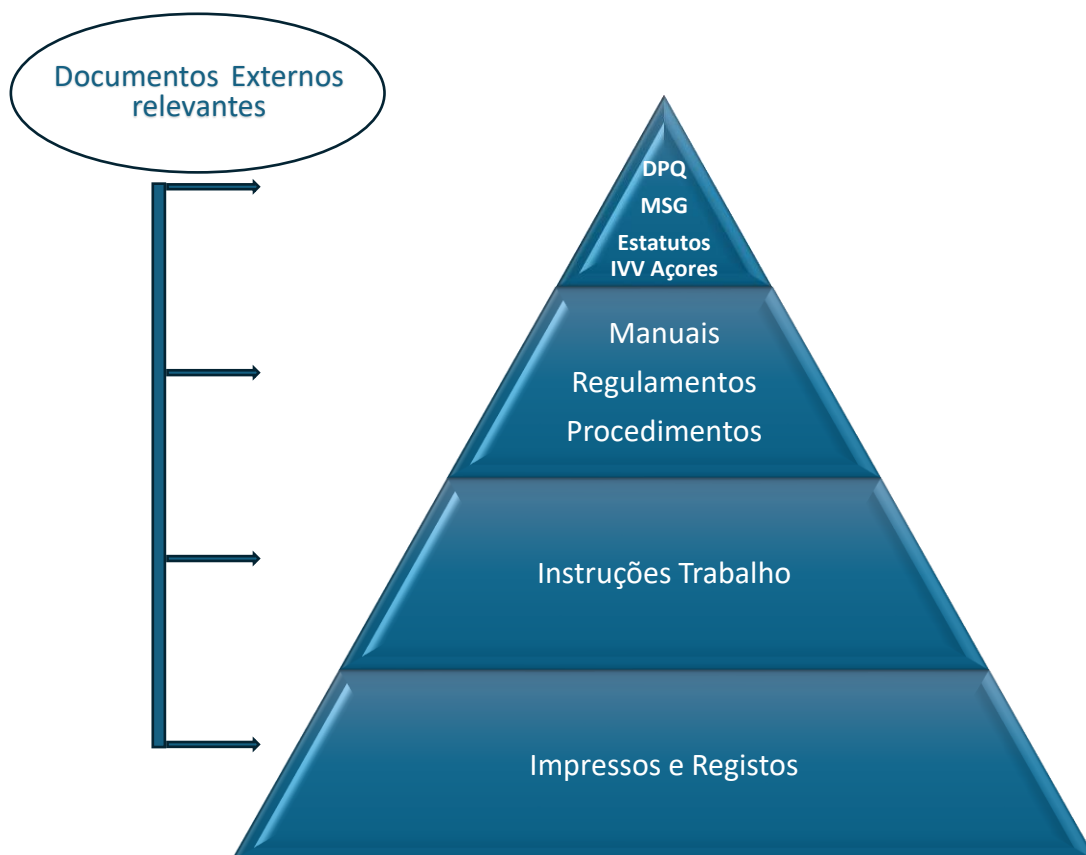 Documentos Externos
relevantes
DPQ
MSG
Estatutos
IVV Açores
Manuais
Regulamentos
Procedimentos
Instruções Trabalho
Impressos e Registos